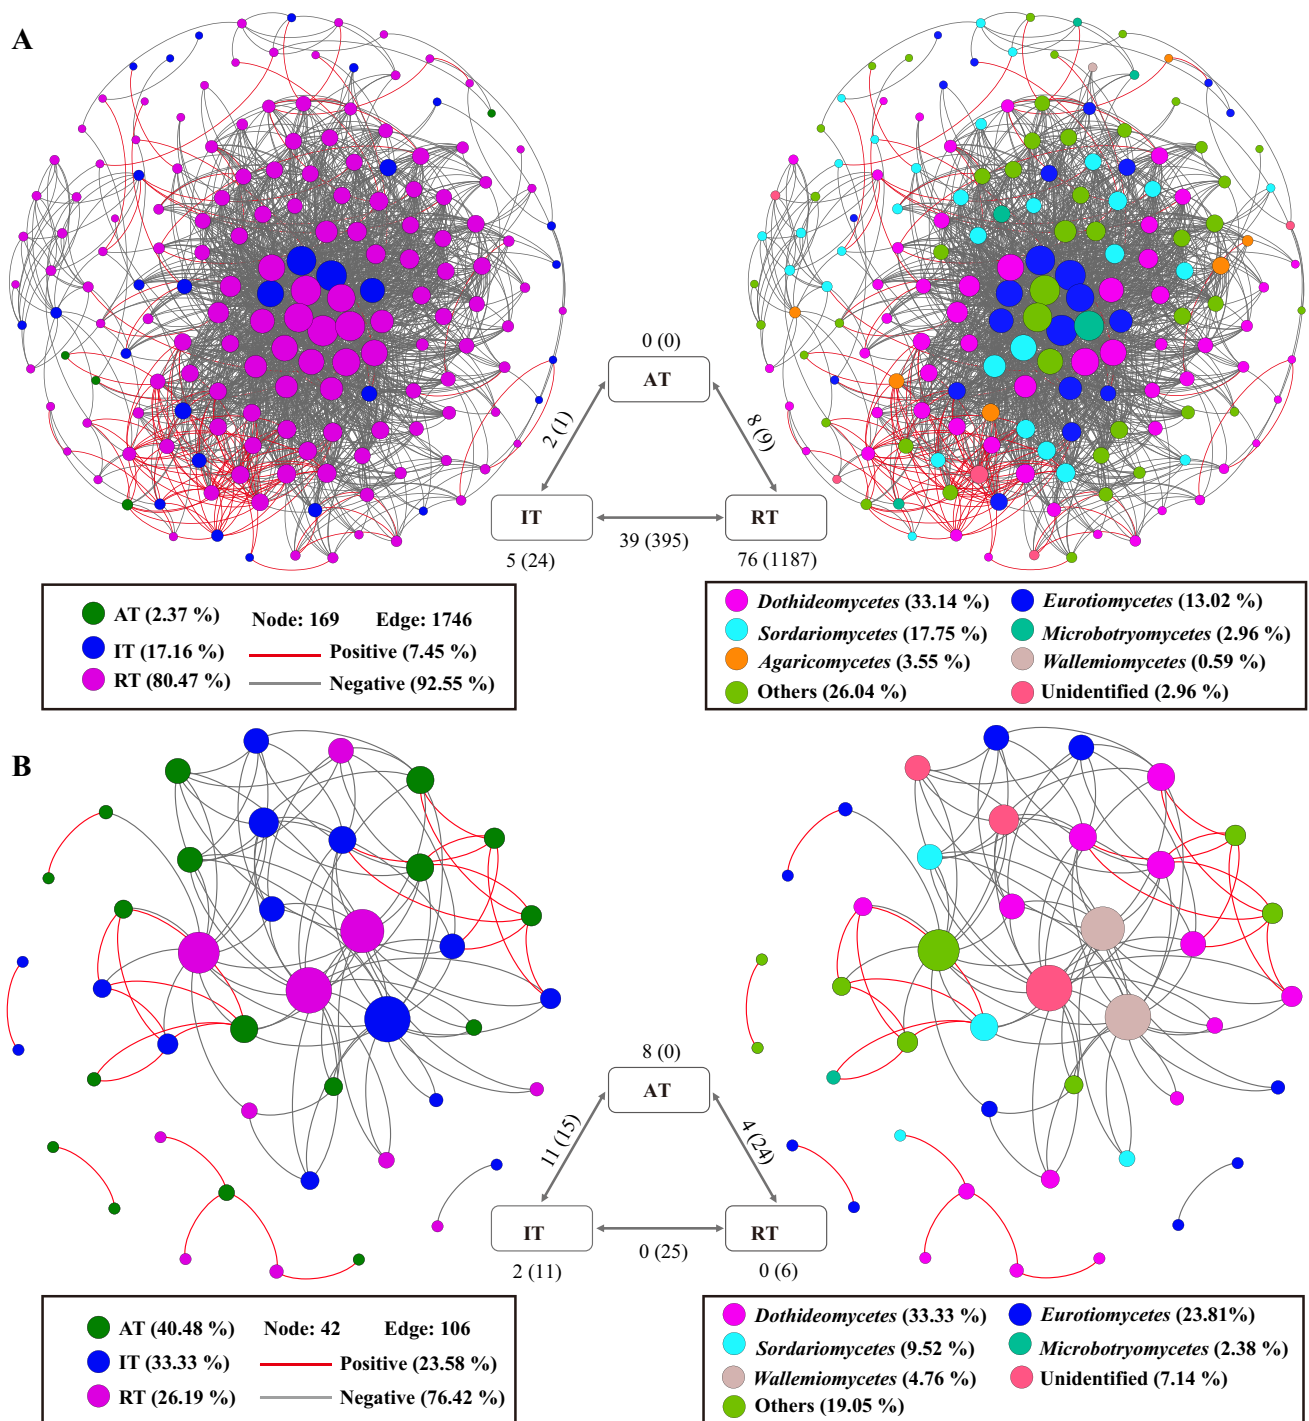 A
0 (0)
AT
2 (1)
8 (9)
IT
RT
39 (395)
5 (24)
76 (1187)
AT (2.37 %)
Node: 169
Edge: 1746
IT (17.16 %)
Positive (7.45 %)
RT (80.47 %)
Negative (92.55 %)
Dothideomycetes (33.14 %)
Eurotiomycetes (13.02 %)
Sordariomycetes (17.75 %)
Microbotryomycetes (2.96 %)
Agaricomycetes (3.55 %)
Wallemiomycetes (0.59 %)
Others (26.04 %)
Unidentified (2.96 %)
B
8 (0)
AT
11 (15)
4 (24)
IT
RT
0 (25)
2 (11)
0 (6)
AT (40.48 %)
Node: 42
Edge: 106
IT (33.33 %)
Positive (23.58 %)
RT (26.19 %)
Negative (76.42 %)
Dothideomycetes (33.33 %)
Eurotiomycetes (23.81%)
Sordariomycetes (9.52 %)
Microbotryomycetes (2.38 %)
Wallemiomycetes (4.76 %)
Unidentified (7.14 %)
Others (19.05 %)